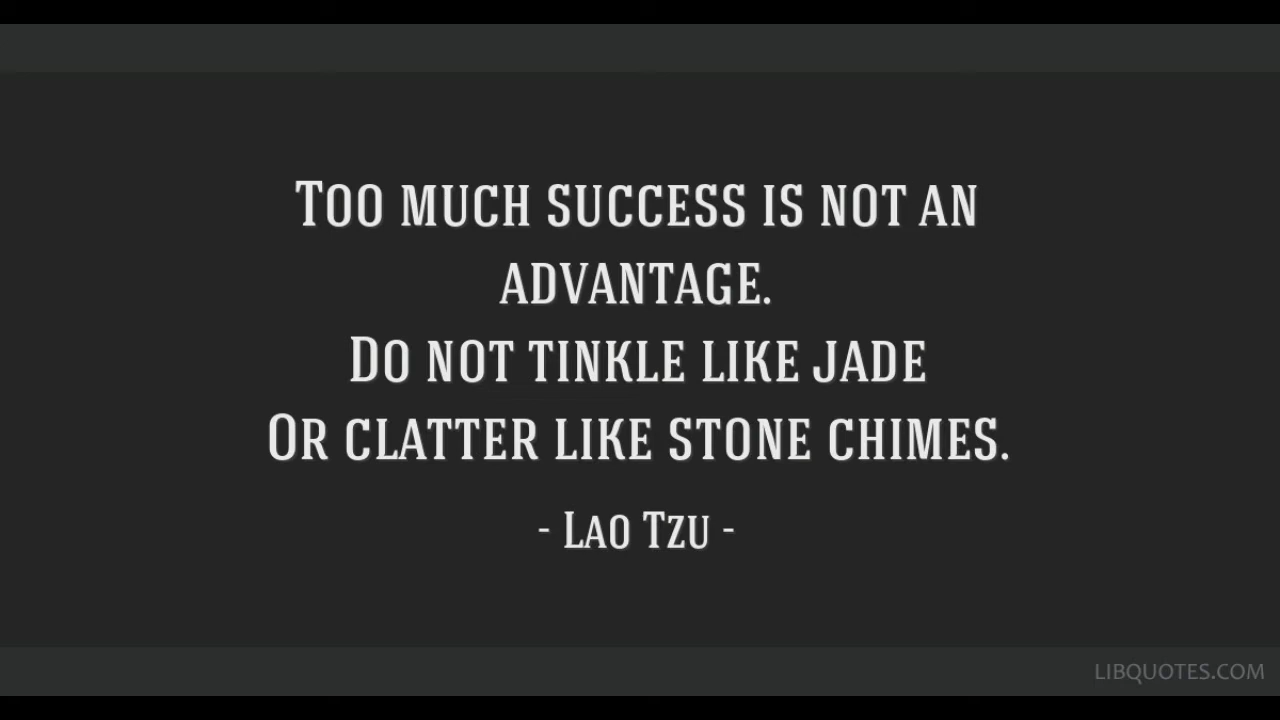 Too much success is not an
advantage.
Do not tinkle like jade
Or clatter like stone chimes.
- Lao Tzu -
LIBQUOTES.COM